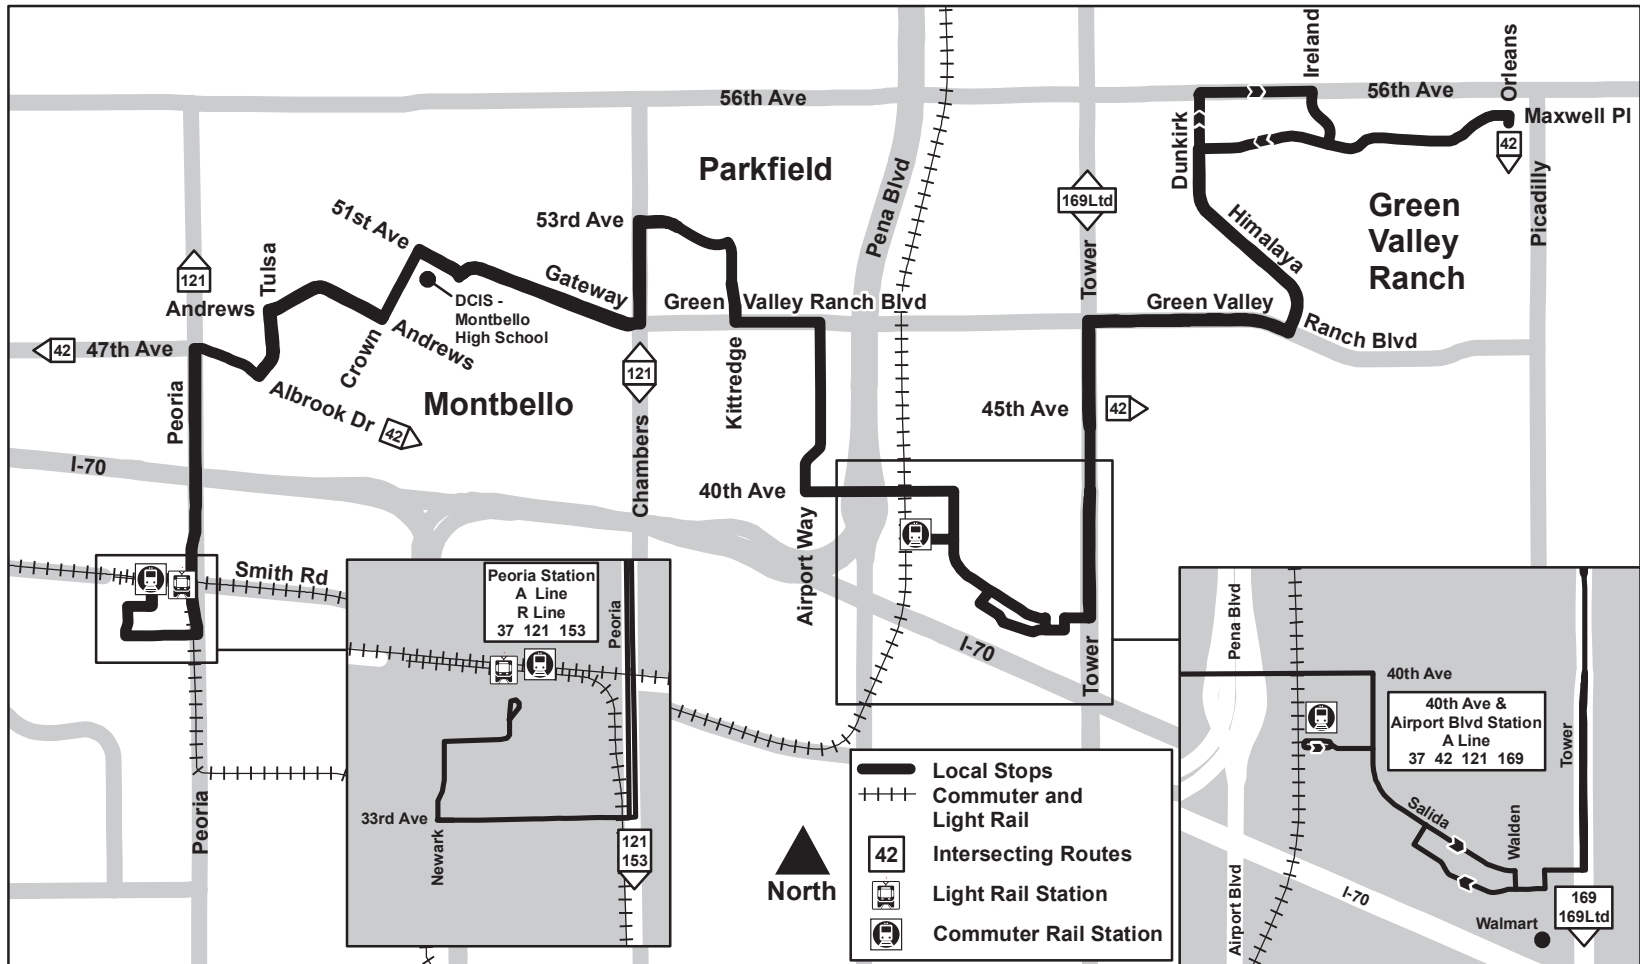 Ireland
Orleans
56th Ave
56th Ave
Maxwell Pl
42
Dunkirk
Parkfield
Pena Blvd
Picadilly
169Ltd
Green
Valley
Ranch
51st Ave
53rd Ave
Himalaya
Tulsa
121
Tower
Andrews
Gateway
DCIS -
Montbello
High School
Green Valley Ranch Blvd
Green Valley
Ranch Blvd
42
47th Ave
Crown
Andrews
121
Kittredge
Peoria
Albrook Dr
42
Montbello
45th Ave
42
Chambers
I-70
40th Ave
Airport Way
Smith Rd
I-70
Tower
Peoria
Peoria Station
A Line
R Line
37 121 153
Peoria
33rd Ave
Newark
121
153
Local Stops
Commuter and
Light Rail
42
Intersecting Routes
Light Rail Station
Commuter Rail Station
North
Pena Blvd
40th Ave
40th Ave &
Airport Blvd Station
A Line
37 42 121 169
Tower
Salida
Walden
Airport Blvd
I-70
169
169Ltd
Walmart